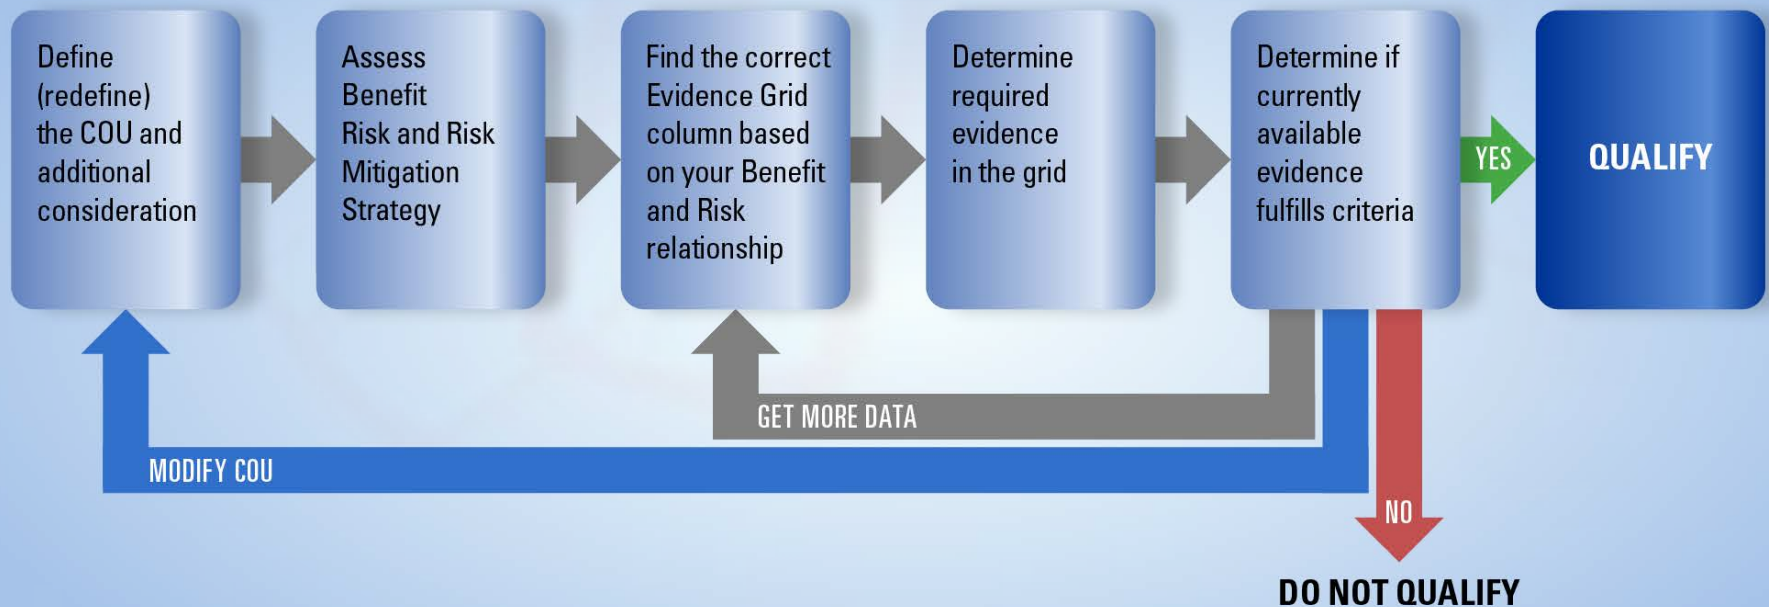 Define
(redefine)
the COU and
additional
consideration
Assess
Benefit
Risk and Risk
Mitigation
Strategy
Find the correct
Evidence Grid
column based
on your Benefit
and Risk
relationship
Determine
required
evidence
in the grid
Determine if
currently
available
evidence
fulfills criteria
YES
QUALIFY
GET MORE DATA
MODIFY COU
NO
DO NOT QUALIFY